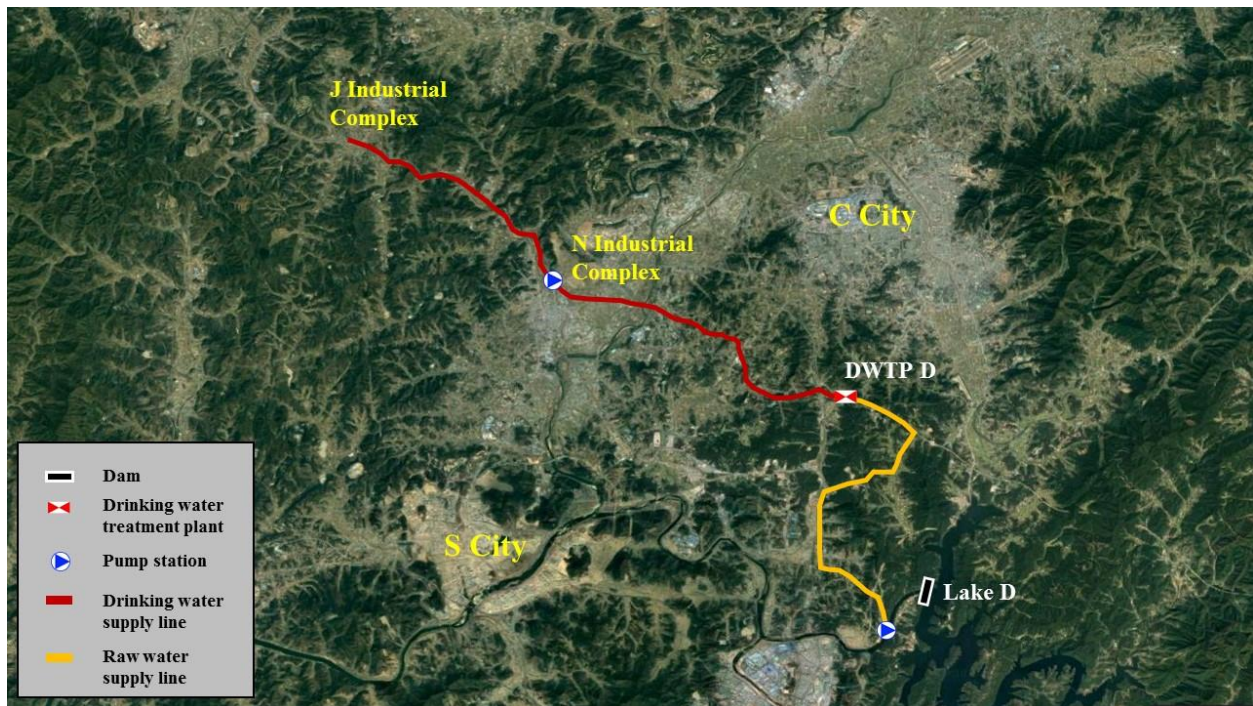 J Industrial
Complex
C City
N Industrial
Complex
DWTP D
Dam
Drinking water
treatment plant
S City
Pump station
Lake D
Drinking water
supply line
Raw water
supply line